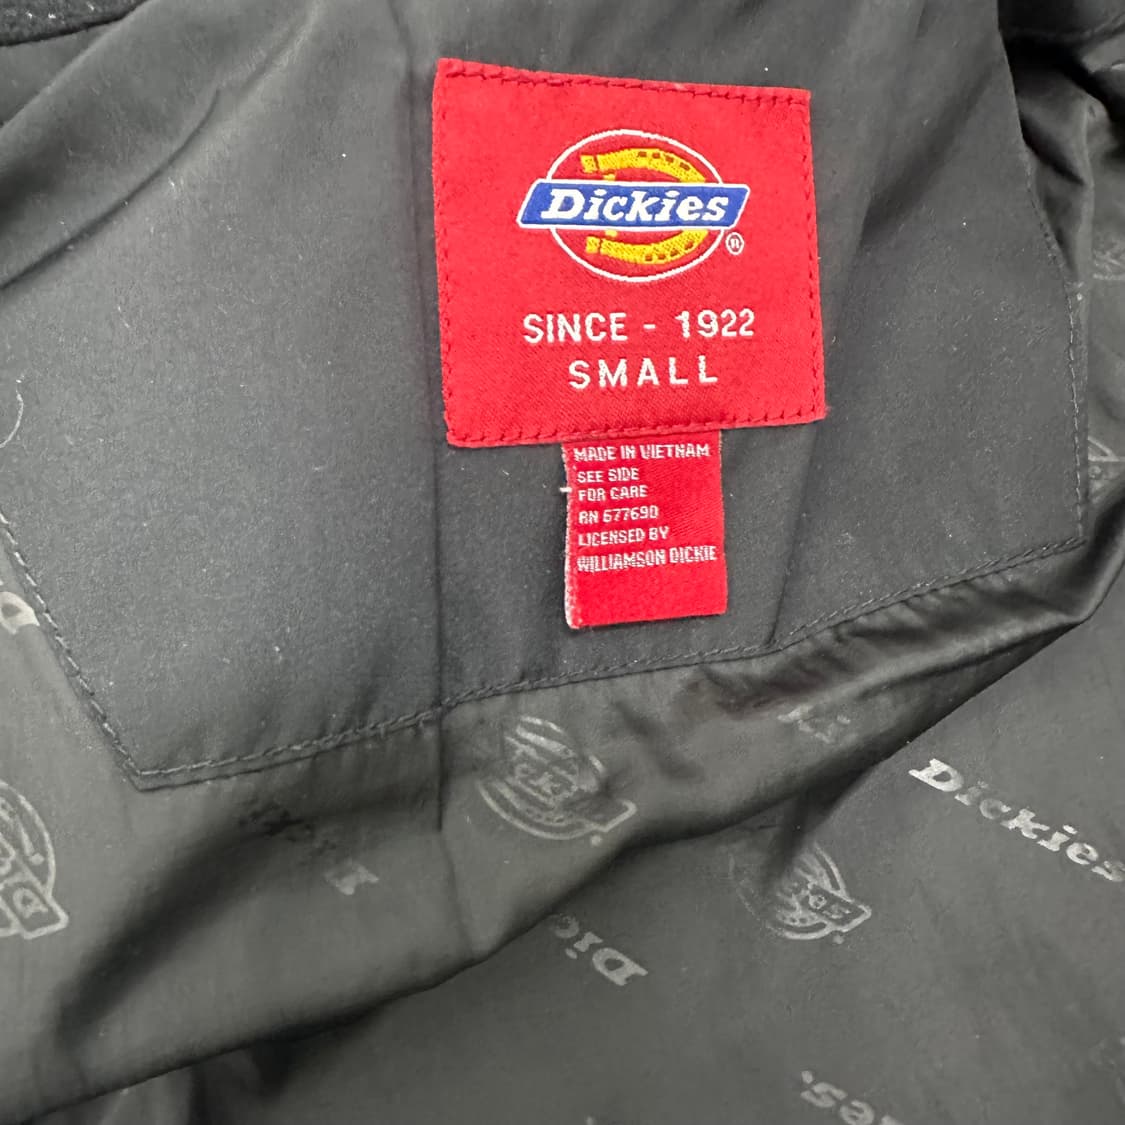 Dickies
®
SINCE - 1922
SMALL
MADE IN VIETNAM
SEE SIDE
FOR CARE
RN 677690
LICENSED BY
WILLIAMSON DICKIE
Dickies